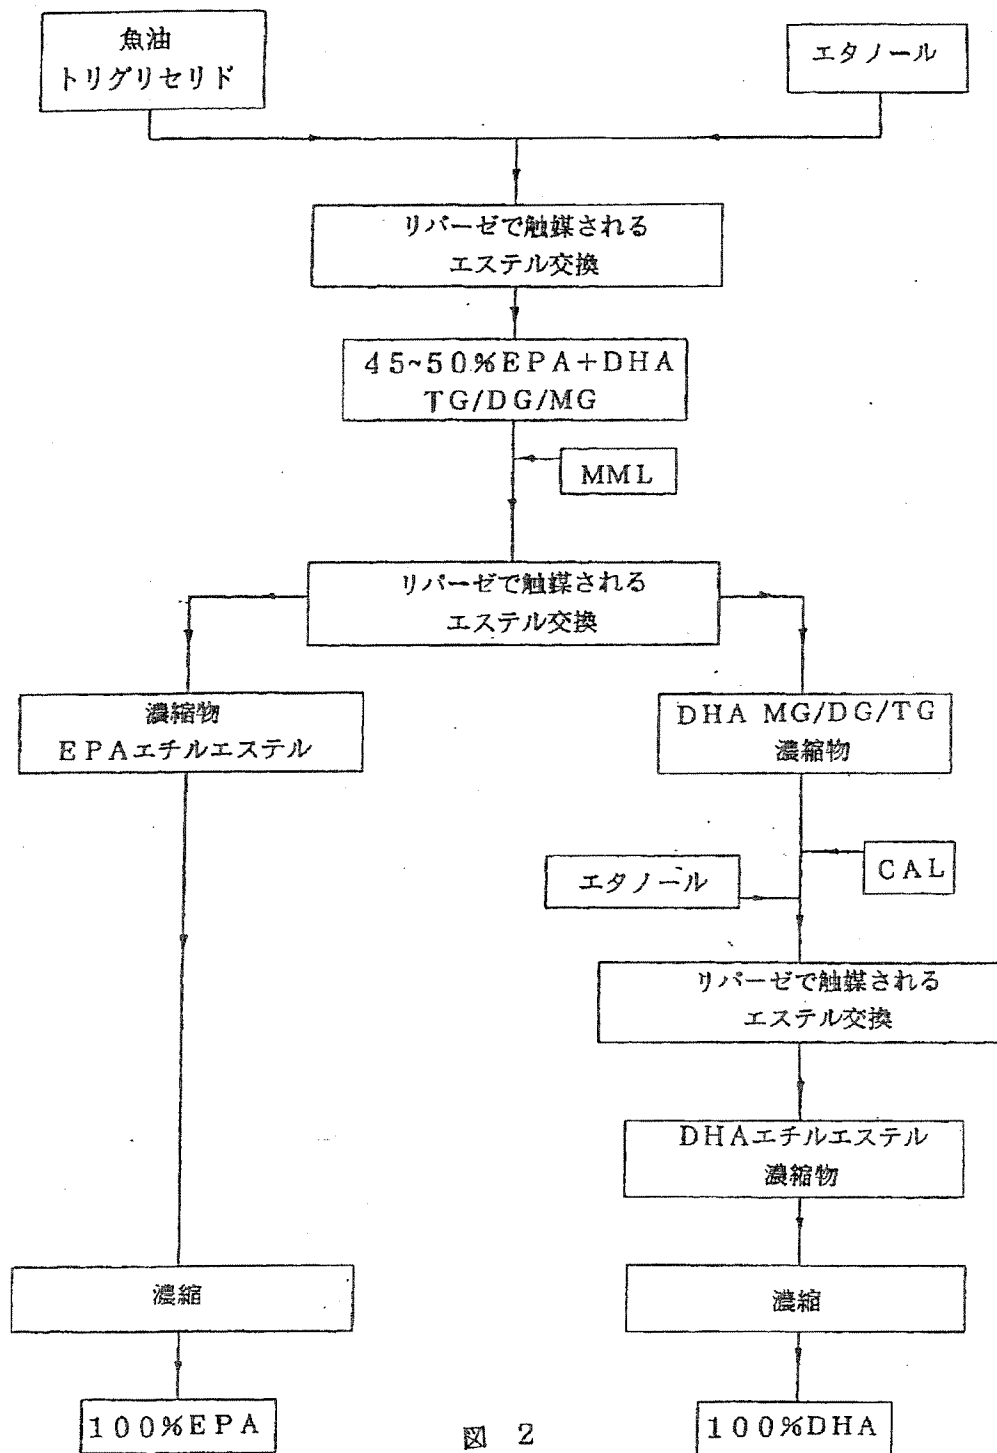 魚油
トリグリセリド
エタノール
リパーゼで触媒される
エステル交換
45~50%EPA+DHA
TG/DG/MG
MML
リパーゼで触媒される
エステル交換
濃縮物
EPAエチルエステル
DHA MG/DG/TG
濃縮物
エタノール
CAL
リパーゼで触媒される
エステル交換
DHAエチルエステル
濃縮物
濃縮
濃縮
100%EPA
100%DHA
図 2